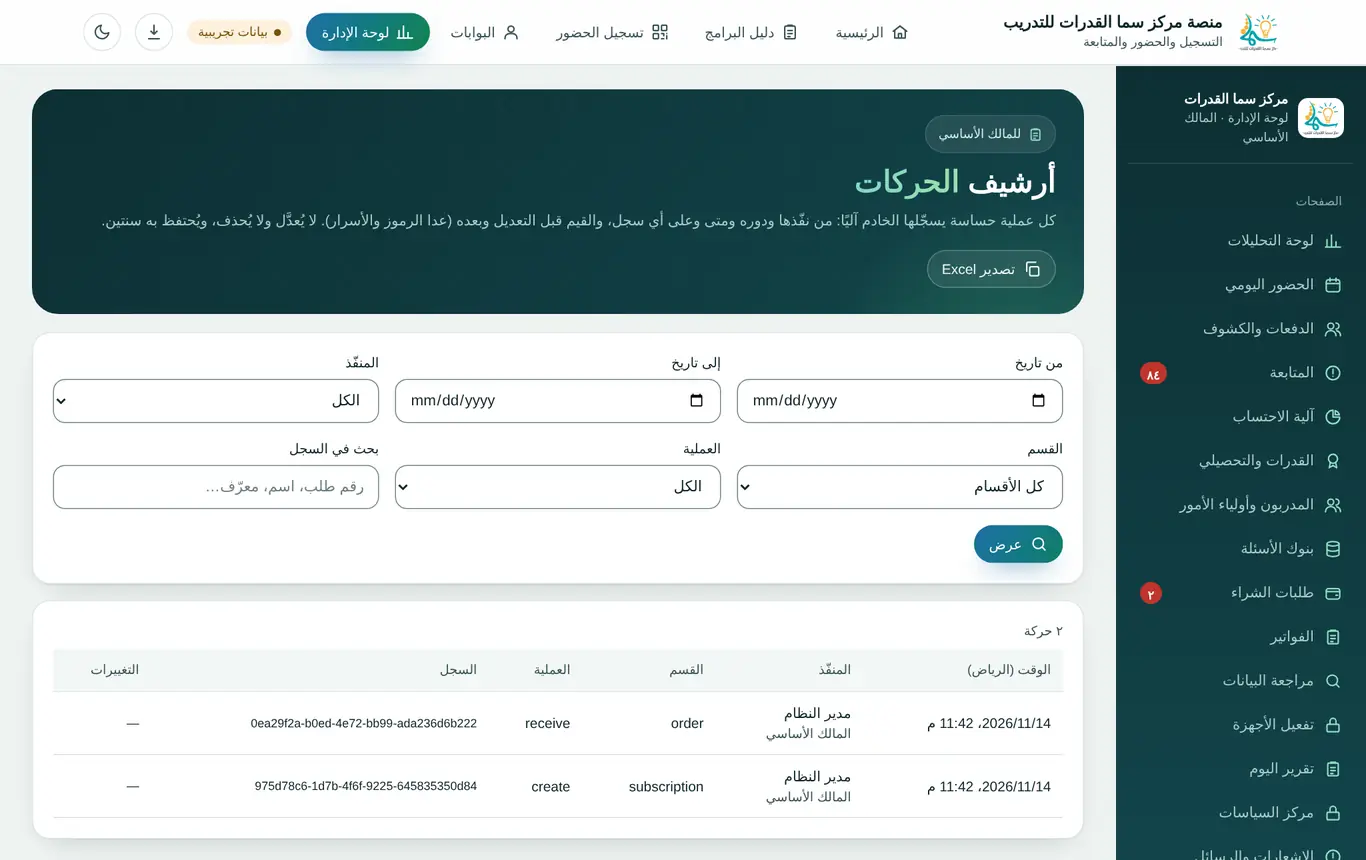 منصة مركز سما القدرات للتدريب
التسجيل والحضور والمتابعة
الرئيسية
دليل البرامج
تسجيل الحضور
البوابات
لوحة الإدارة
بيانات تجريبية
مركز سما القدرات
لوحة الإدارة · المالك
الأساسي
الصفحات
لوحة التحليلات
الحضور اليومي
الدفعات والكشوف
المتابعة
٨٤
آلية الاحتساب
القدرات والتحصيلي
المدربون وأولياء الأمور
بنوك الأسئلة
طلبات الشراء
٢
الفواتير
مراجعة البيانات
تفعيل الأجهزة
تقرير اليوم
مركز السياسات
الإشعارات والرسائل
للمالك الأساسي
أرشيف الحركات
كل عملية حساسة يسجّلها الخادم آليًا: من نفّذها ودوره ومتى وعلى أي سجل، والقيم قبل التعديل وبعده (عدا الرموز والأسرار). لا يُعدَّل ولا يُحذف، ويُحتفظ به سنتين.
تصدير Excel
من تاريخ
إلى تاريخ
المنفّذ
mm/dd/yyyy
mm/dd/yyyy
الكل
القسم
العملية
بحث في السجل
كل الأقسام
الكل
رقم طلب، اسم، معرّف…
عرض
٢ حركة
الوقت (الرياض) المنفّذ القسم العملية السجل التغييرات
2026/11/14، 11:42 م مدير النظام order receive 0ea29f2a-b0ed-4e72-bb99-ada236d6b222 —
المالك الأساسي
2026/11/14، 11:42 م مدير النظام subscription create 975d78c6-1d7b-4f6f-9225-645835350d84 —
المالك الأساسي